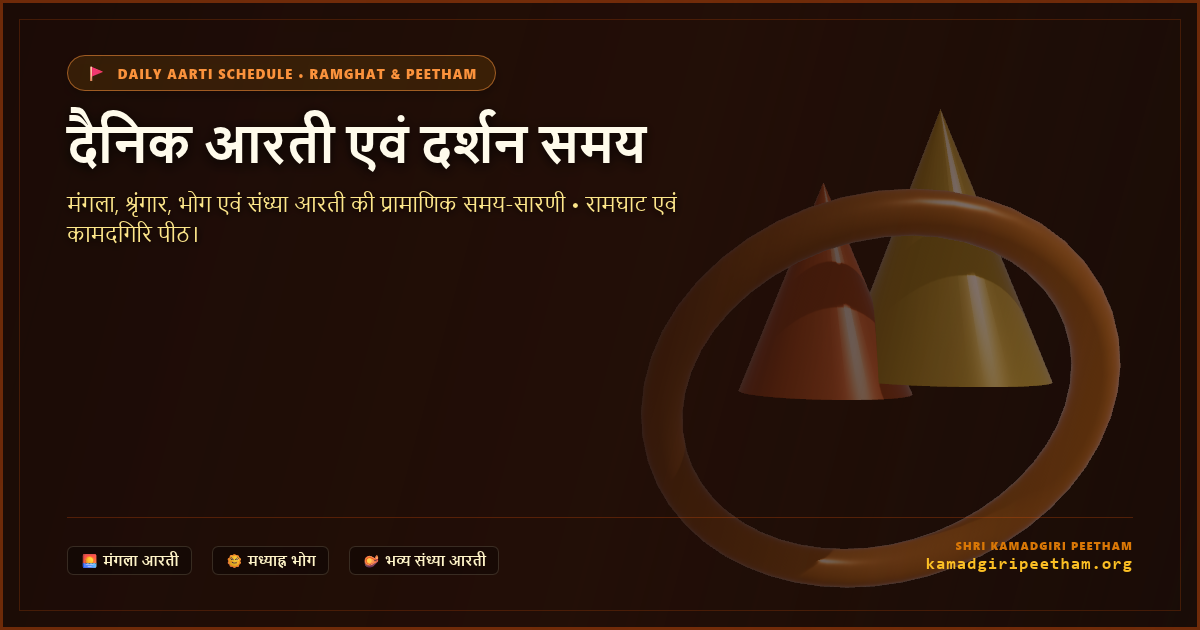 DAILY AARTI SCHEDULE • RAMGHAT & PEETHAM
दैनिक आरती एवं दर्शन समय
मंगला, श्रृंगार, भोग एवं संध्या आरती की प्रामाणिक समय-सारणी • रामघाट एवं
कामदगिरि पीठ।
मंगला आरती
मध्याह्न भोग
भव्य संध्या आरती
SHRI KAMADGIRI PEETHAM
kamadgiripeetham.org